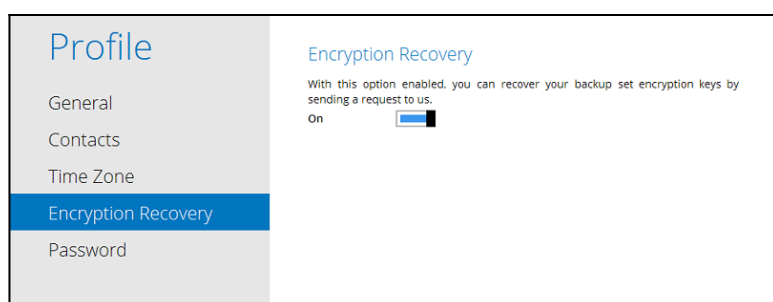 Profile
General
Contacts
Time Zone
Encryption Recovery
Password
Encryption Recovery
With this option enabled, you can recover your backup set encryption keys by
sending a request to us.
On